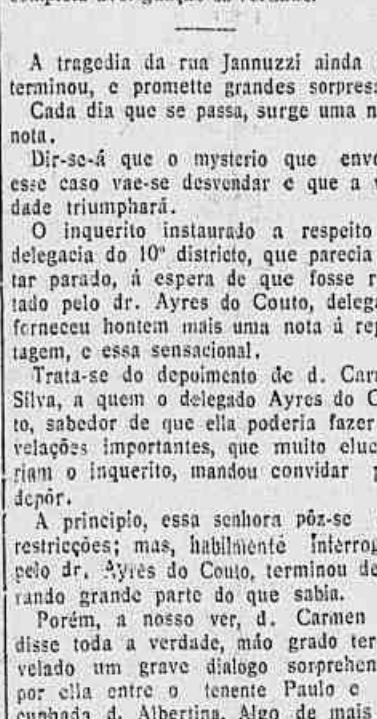 A tragedia da rua Jannuzzi ainda
terminou, e promette grandes sorpres
Cada dia que se passa, surge uma n
nota.
Dir-se-á que o mysterio que env
esse caso vae-se desvendar e que a
dade triumphará.
O inquerito instaurado a respeito
delegacia do 10º districto, que parecia
tar parado, á espera de que fosse r
tado pelo dr. Ayres do Couto, deleg
forneceu hontem mais uma nota á rep
tagem, e essa sensacional.
Trata-se do depoimento de d. Car
Silva, a quem o delegado Ayres do C
to, sabedor de que ella poderia fazer
velações importantes, que muito eluc
riam o inquerito, mandou convidar p
depôr.
A principio, essa senhora pôz-se
restricções; mas, habilmente interrog
pelo dr. Ayres do Couto, terminou de
rando grande parte do que sabia.
Porém, a nosso ver, d. Carmen
disse toda a verdade, máo grado ter
velado um grave dialogo sorprehen
por ella entre o tenente Paulo e
cunhada d. Albertina. Algo de mais